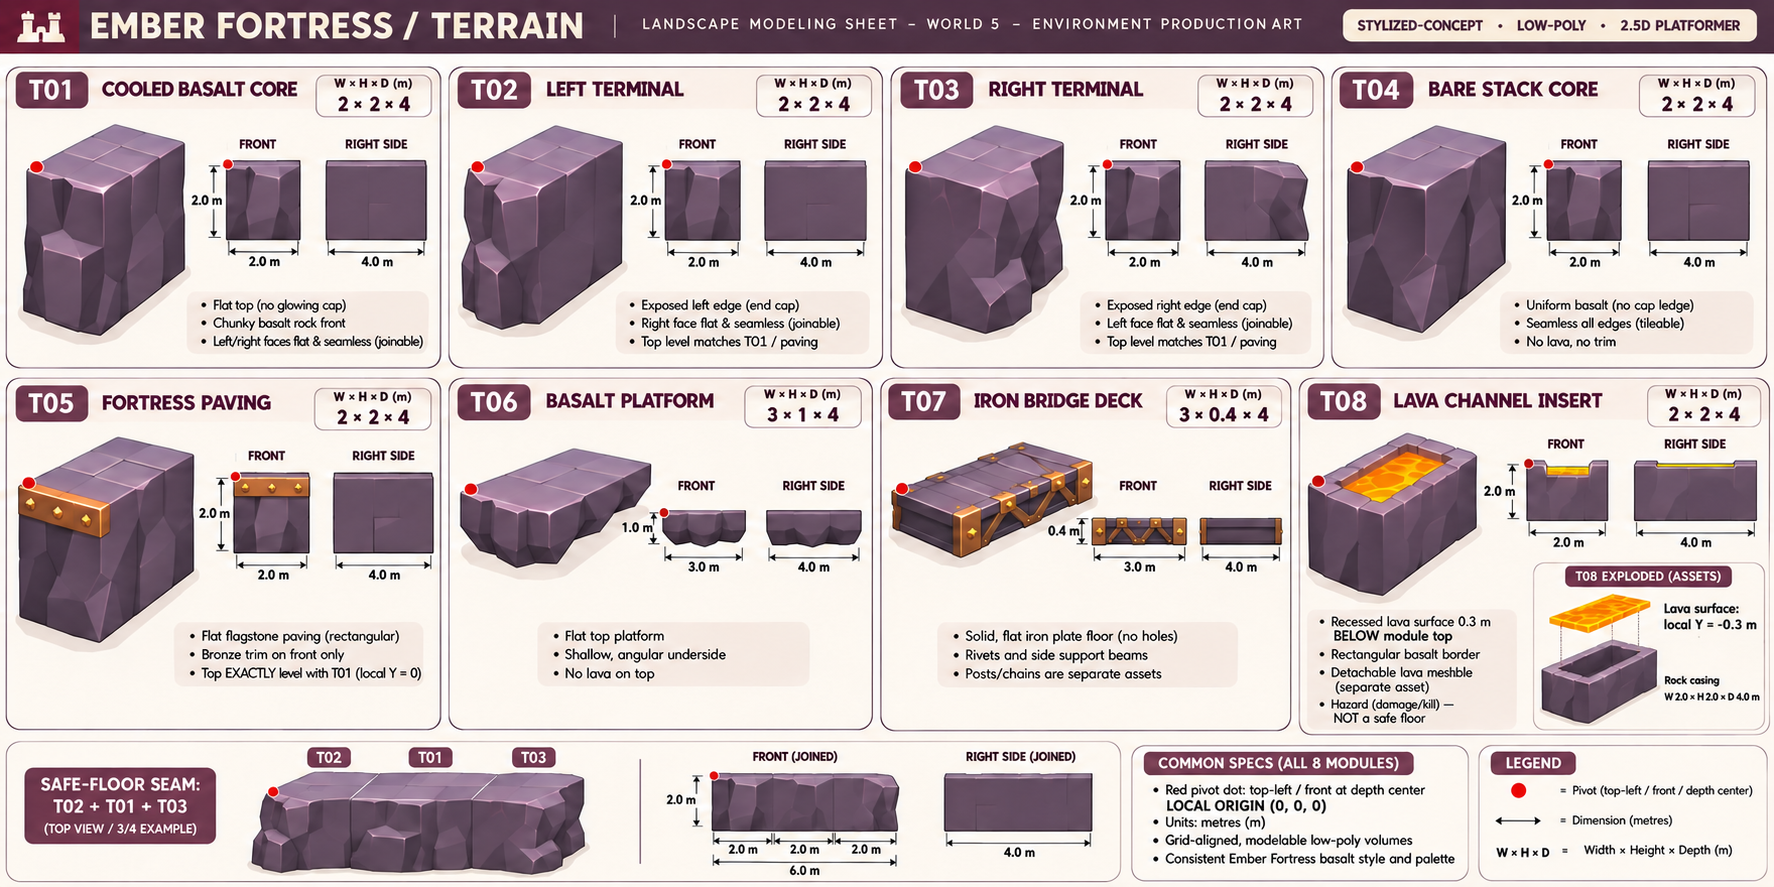 EMBER FORTRESS / TERRAIN
LANDSCAPE MODELING SHEET – WORLD 5 – ENVIRONMENT PRODUCTION ART
STYLIZED-CONCEPT • LOW-POLY • 2.5D PLATFORMER
T01
COOLED BASALT CORE
W × H × D (m)
2 × 2 × 4
FRONT
RIGHT SIDE
2.0 m
2.0 m
4.0 m
• Flat top (no glowing cap)
• Chunky basalt rock front
• Left/right faces flat & seamless (joinable)
T02
LEFT TERMINAL
W × H × D (m)
2 × 2 × 4
FRONT
RIGHT SIDE
2.0 m
2.0 m
4.0 m
• Exposed left edge (end cap)
• Right face flat & seamless (joinable)
• Top level matches T01 / paving
T03
RIGHT TERMINAL
W × H × D (m)
2 × 2 × 4
FRONT
RIGHT SIDE
2.0 m
2.0 m
4.0 m
• Exposed right edge (end cap)
• Left face flat & seamless (joinable)
• Top level matches T01 / paving
T04
BARE STACK CORE
W × H × D (m)
2 × 2 × 4
FRONT
RIGHT SIDE
2.0 m
2.0 m
4.0 m
• Uniform basalt (no cap ledge)
• Seamless all edges (tileable)
• No lava, no trim
T05
FORTRESS PAVING
W × H × D (m)
2 × 2 × 4
FRONT
RIGHT SIDE
2.0 m
2.0 m
4.0 m
• Flat flagstone paving (rectangular)
• Bronze trim on front only
• Top EXACTLY level with T01 (local Y = 0)
T06
BASALT PLATFORM
W × H × D (m)
3 × 1 × 4
FRONT
RIGHT SIDE
1.0 m
3.0 m
4.0 m
• Flat top platform
• Shallow, angular underside
• No lava on top
T07
IRON BRIDGE DECK
W × H × D (m)
3 × 0.4 × 4
FRONT
RIGHT SIDE
0.4 m
3.0 m
4.0 m
• Solid, flat iron plate floor (no holes)
• Rivets and side support beams
• Posts/chains are separate assets
T08
LAVA CHANNEL INSERT
W × H × D (m)
2 × 2 × 4
FRONT
RIGHT SIDE
2.0 m
2.0 m
4.0 m
• Recessed lava surface 0.3 m
BELOW module top
• Rectangular basalt border
• Detachable lava meshble
(separate asset)
• Hazard (damage/kill) —
NOT a safe floor
T08 EXPLODED (ASSETS)
Lava surface:
local Y = -0.3 m
Rock casing
W 2.0 × H 2.0 × D 4.0 m
SAFE-FLOOR SEAM:
T02 + T01 + T03
(TOP VIEW / 3/4 EXAMPLE)
T02
T01
T03
FRONT (JOINED)
RIGHT SIDE (JOINED)
2.0 m
2.0 m
2.0 m
2.0 m
6.0 m
4.0 m
COMMON SPECS (ALL 8 MODULES)
• Red pivot dot: top-left / front at depth center
LOCAL ORIGIN (0, 0, 0)
• Units: metres (m)
• Grid-aligned, modelable low-poly volumes
• Consistent Ember Fortress basalt style and palette
LEGEND
= Pivot (top-left / front / depth center)
= Dimension (metres)
W × H × D = Width × Height × Depth (m)